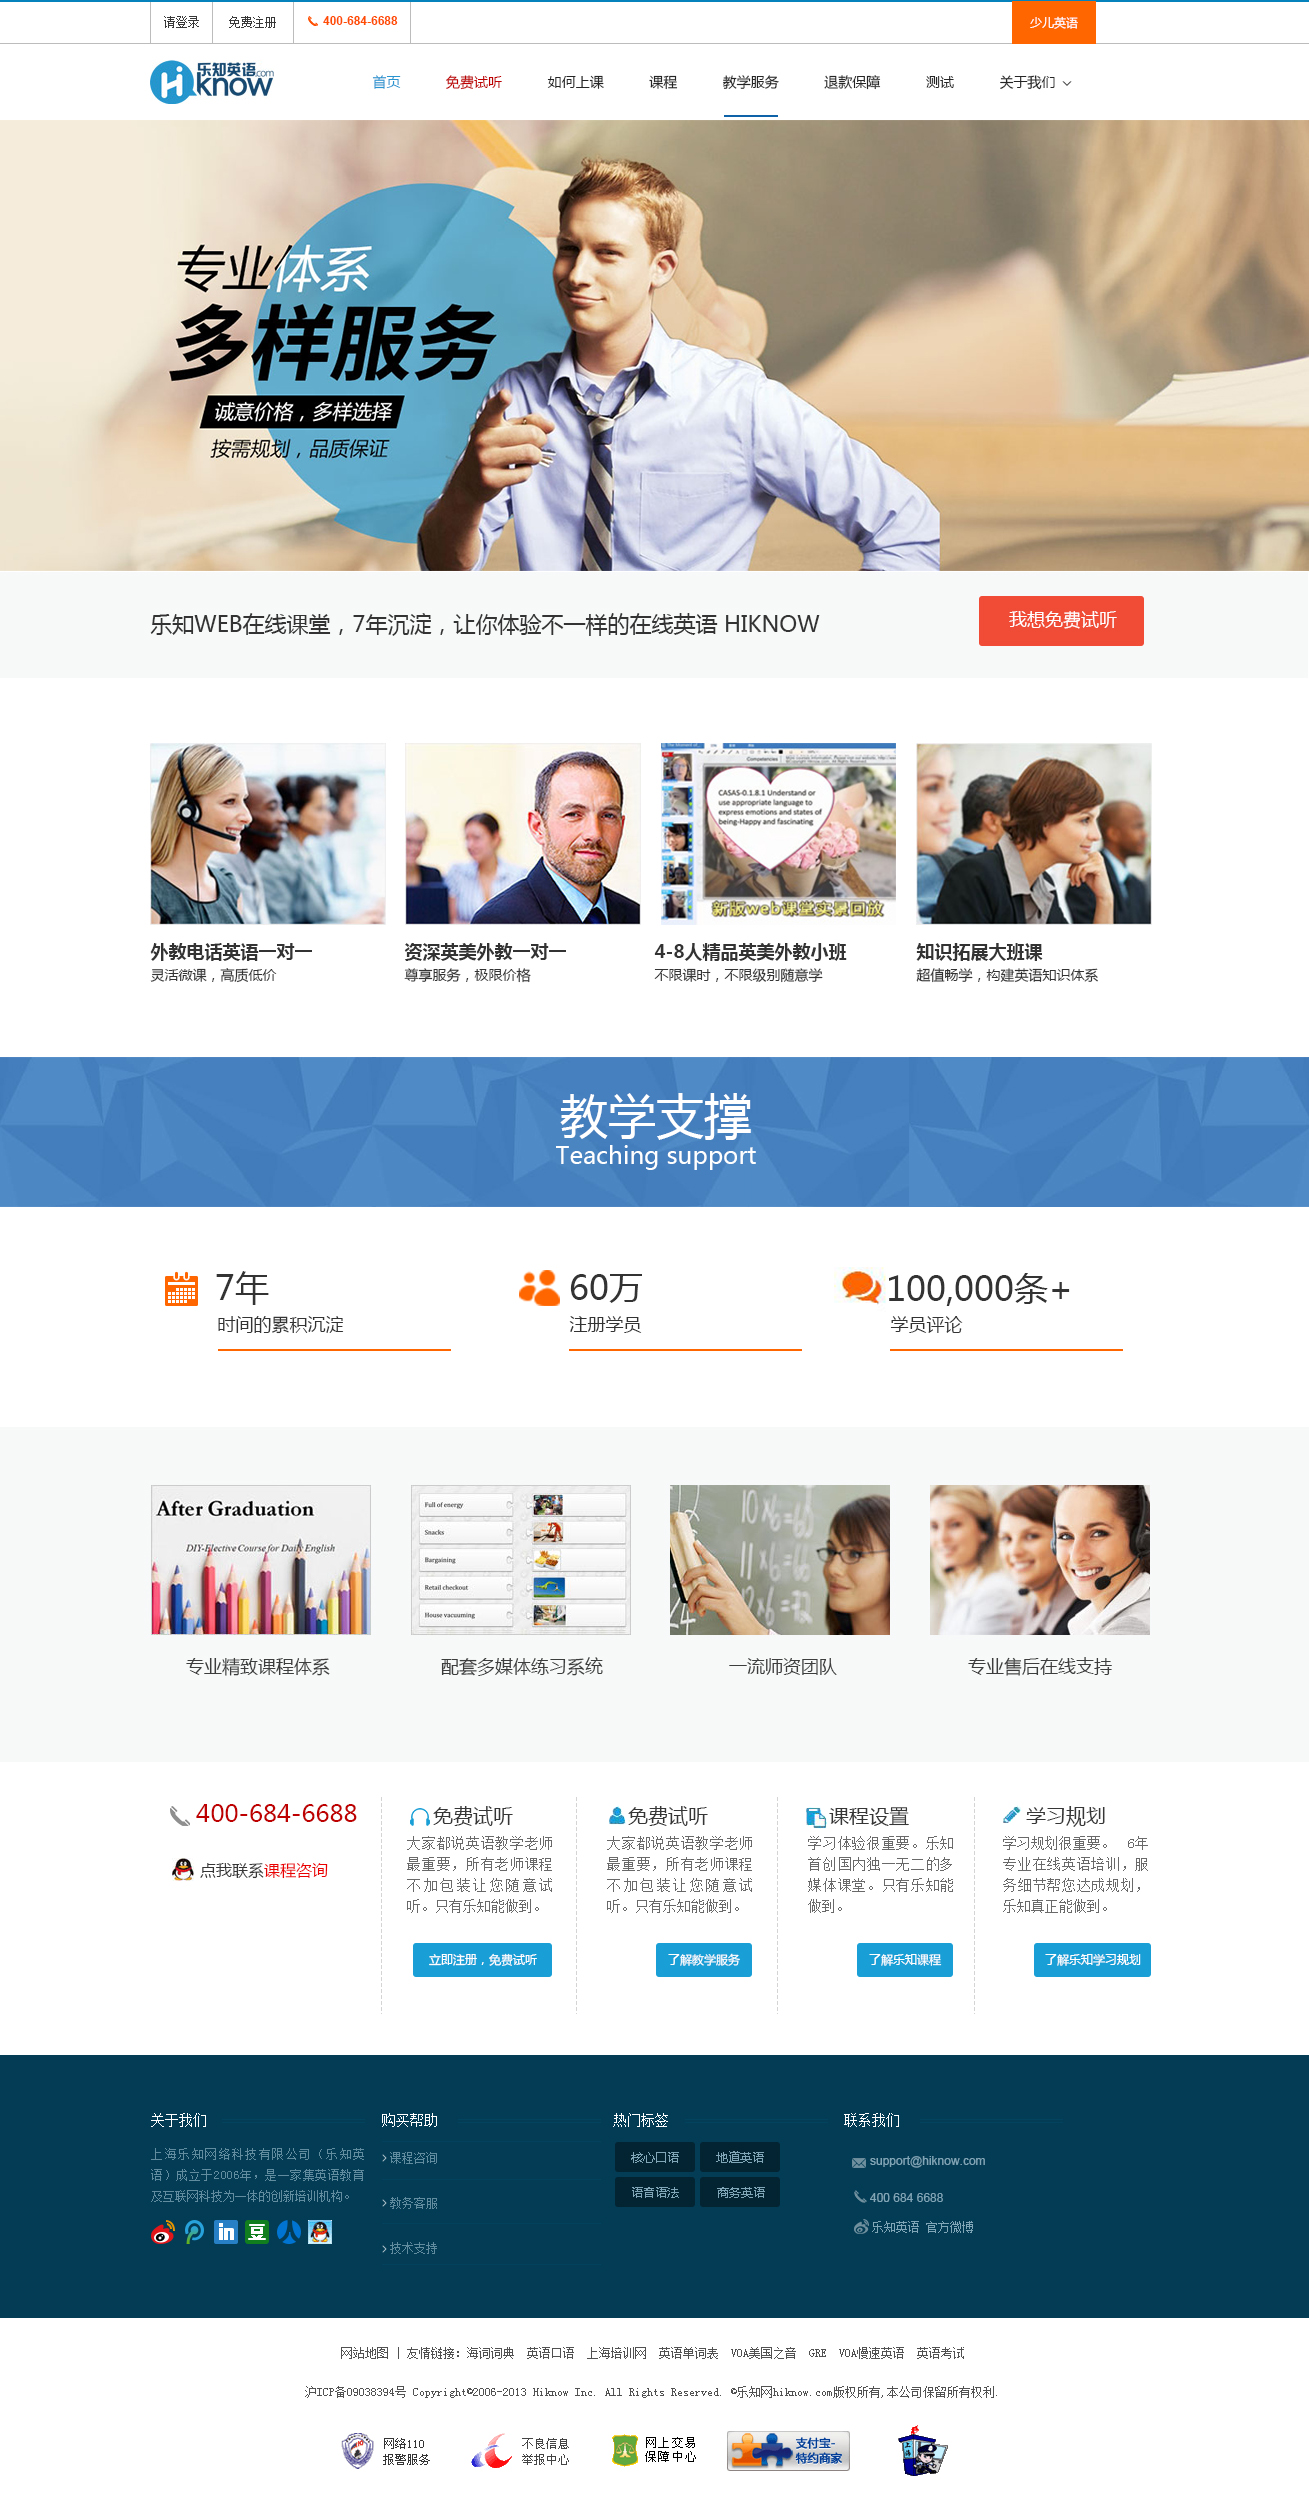 请登录
免费注册
400-684-6688
少儿英语
乐知英语.com
Hiknow
首页
免费试听
如何上课
课程
教学服务
退款保障
测试
关于我们
专业体系
多样服务
诚意价格，多样选择
按需规划，品质保证
乐知WEB在线课堂，7年沉淀，让你体验不一样的在线英语 HIKNOW
我想免费试听
Competencies
CASAS-0.1.8.1 Understand or
use appropriate language to
express emotions and states of
being-Happy and fascinating
新版web课堂实景回放
外教电话英语一对一
灵活微课，高质低价
资深英美外教一对一
尊享服务，极限价格
4-8人精品英美外教小班
不限课时，不限级别随意学
知识拓展大班课
超值畅学，构建英语知识体系
教学支撑
Teaching support
7年
时间的累积沉淀
60万
注册学员
100,000条+
学员评论
After Graduation
DIY-Elective Course for Daily English
Full of energy
Snacks
Bargaining
Retail checkout
House vacuuming
10×6=60
11×6=66
12×6=72
专业精致课程体系
配套多媒体练习系统
一流师资团队
专业售后在线支持
400-684-6688
点我联系课程咨询
免费试听
大家都说英语教学老师
最重要，所有老师课程
不加包装让您随意试
听。只有乐知能做到。
立即注册，免费试听
免费试听
大家都说英语教学老师
最重要，所有老师课程
不加包装让您随意试
听。只有乐知能做到。
了解教学服务
课程设置
学习体验很重要。乐知
首创国内独一无二的多
媒体课堂。只有乐知能
做到。
了解乐知课程
学习规划
学习规划很重要。 6年
专业在线英语培训，服
务细节帮您达成规划，
乐知真正能做到。
了解乐知学习规划
关于我们
上海乐知网络科技有限公司（乐知英
语）成立于2006年，是一家集英语教育
及互联网科技为一体的创新培训机构。
in
豆
购买帮助
课程咨询
教务客服
技术支持
热门标签
核心口语
地道英语
语音语法
商务英语
联系我们
support@hiknow.com
400 684 6688
乐知英语 官方微博
网站地图 | 友情链接: 海词词典 英语口语 上海培训网 英语单词表 VOA美国之音 GRE VOA慢速英语 英语考试
沪ICP备09038394号 Copyright©2006-2013 Hiknow Inc. All Rights Reserved. ©乐知网hiknow.com版权所有,本公司保留所有权利.
网络110
报警服务
不良信息
举报中心
网上交易
保障中心
支付宝-
特约商家
上海